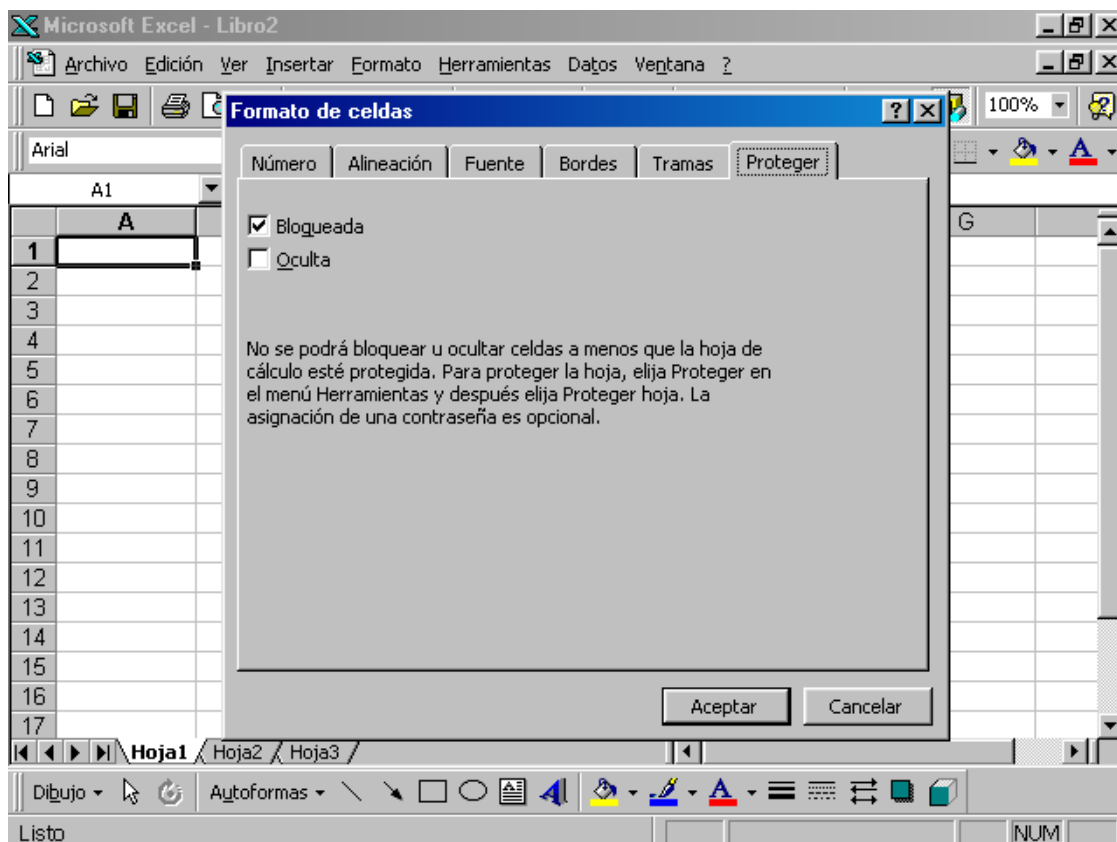 Microsoft Excel - Libro2
Archivo Edición Ver Insertar Formato Herramientas Datos Ventana ?
Formato de celdas
100%
Arial
Número Alineación Fuente Bordes Tramas Proteger
A1
A G
Bloqueada
Oculta
No se podrá bloquear u ocultar celdas a menos que la hoja de
cálculo esté protegida. Para proteger la hoja, elija Proteger en
el menú Herramientas y después elija Proteger hoja. La
asignación de una contraseña es opcional.
1
2
3
4
5
6
7
8
9
10
11
12
13
14
15
16
17
Aceptar Cancelar
Hoja1 Hoja2 Hoja3
Dibujo Autoformas
Listo NUM